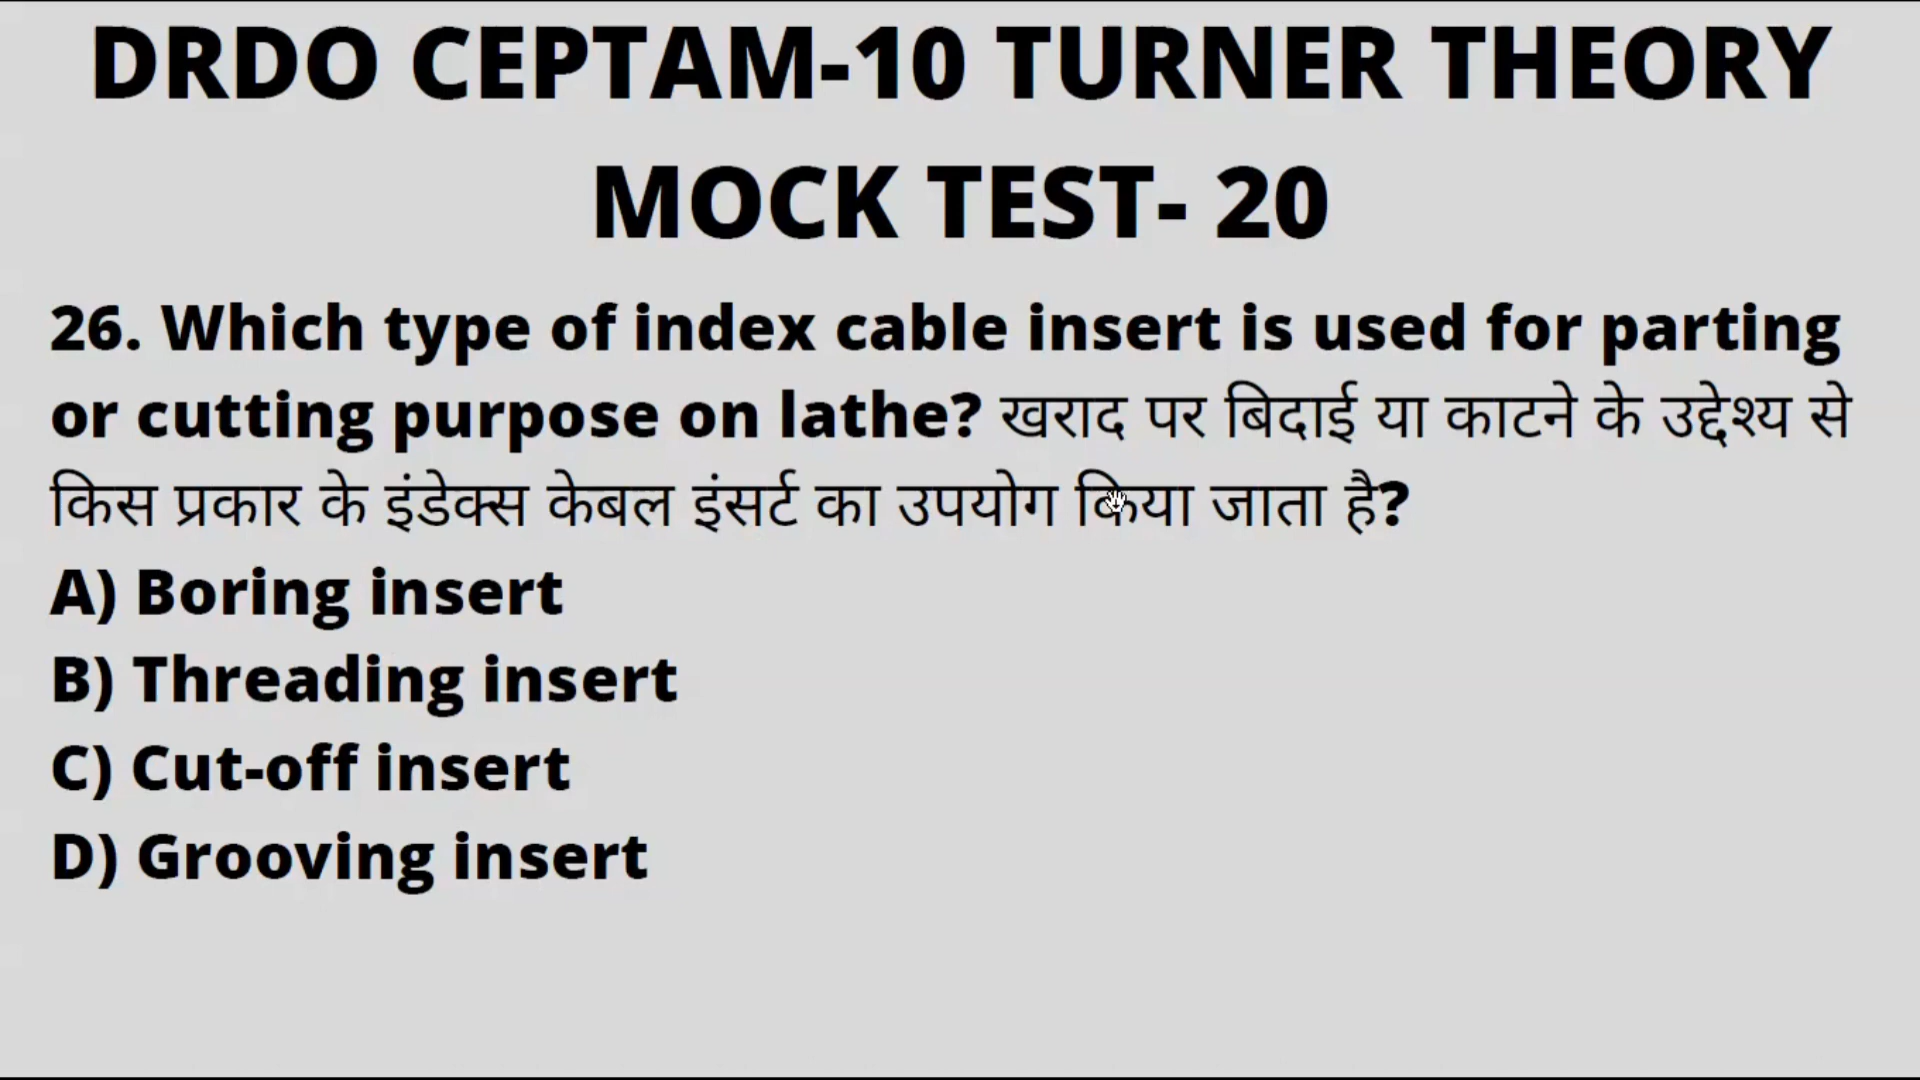 DRDO CEPTAM-10 TURNER THEORY
MOCK TEST- 20
26. Which type of index cable insert is used for parting
or cutting purpose on lathe? खराद पर बिदाई या काटने के उद्देश्य से
किस प्रकार के इंडेक्स केबल इंसर्ट का उपयोग किया जाता है?
A) Boring insert
B) Threading insert
C) Cut-off insert
D) Grooving insert